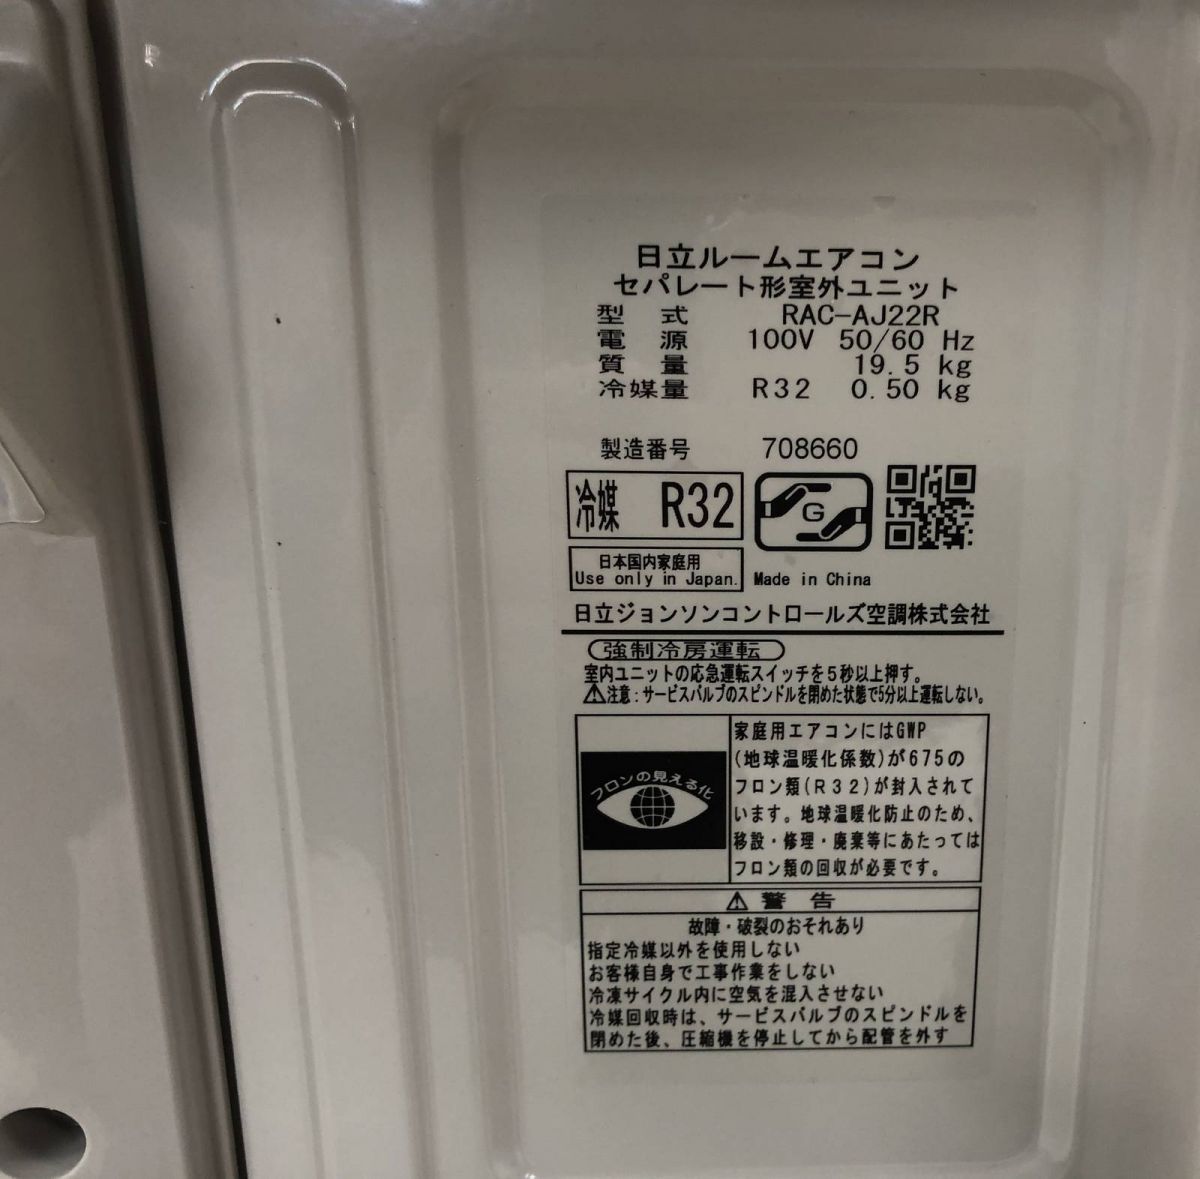 日立ルームエアコン
セパレート形室外ユニット
型 式 RAC-AJ22R
電 源 100V 50/60 Hz
質 量 19.5 kg
冷媒量 R32 0.50 kg
製造番号 708660
冷媒 R32
G
日本国内家庭用
Use only in Japan.
Made in China
日立ジョンソンコントロールズ空調株式会社
強制冷房運転
室内ユニットの応急運転スイッチを5秒以上押す。
⚠注意:サービスバルブのスピンドルを閉めた状態で5分以上運転しない。
フロンの見える化
家庭用エアコンにはGWP
(地球温暖化係数)が675の
フロン類(R32)が封入されて
います。地球温暖化防止のため、
移設・修理・廃棄等にあたっては
フロン類の回収が必要です。
⚠ 警 告
故障・破裂のおそれあり
指定冷媒以外を使用しない
お客様自身で工事作業をしない
冷凍サイクル内に空気を混入させない
冷媒回収時は、サービスバルブのスピンドルを
閉めた後、圧縮機を停止してから配管を外す